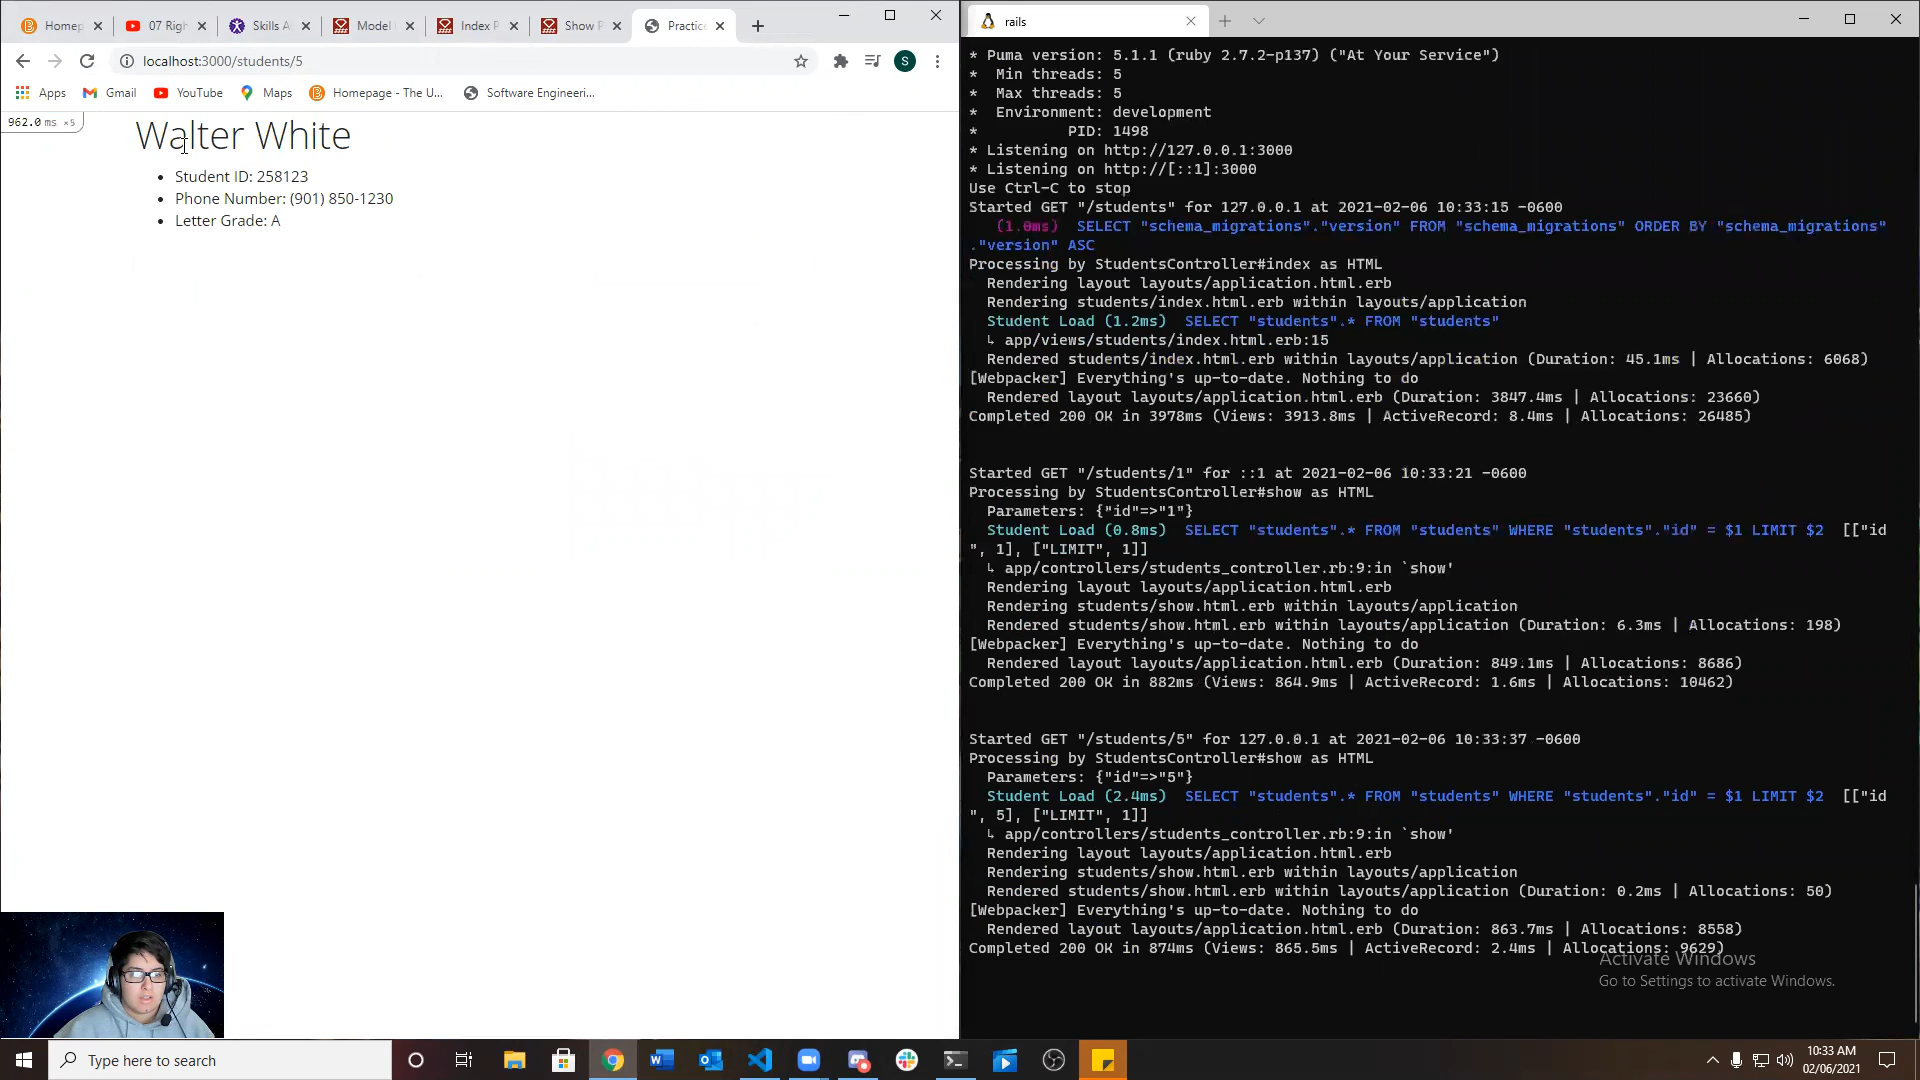 Homep
07 Righ
Skills A
Model
Index P
Show P
Practice
localhost:3000/students/5
S
Apps
Gmail
YouTube
Maps
Homepage - The U...
Software Engineeri...
962.0 ms ×5
Walter White
• Student ID: 258123
• Phone Number: (901) 850-1230
• Letter Grade: A
rails
* Puma version: 5.1.1 (ruby 2.7.2-p137) ("At Your Service")
*  Min threads: 5
*  Max threads: 5
*  Environment: development
*          PID: 1498
* Listening on http://127.0.0.1:3000
* Listening on http://[::1]:3000
Use Ctrl-C to stop
Started GET "/students" for 127.0.0.1 at 2021-02-06 10:33:15 -0600
(1.0ms)  SELECT "schema_migrations"."version" FROM "schema_migrations" ORDER BY "schema_migrations"
."version" ASC
Processing by StudentsController#index as HTML
Rendering layout layouts/application.html.erb
Rendering students/index.html.erb within layouts/application
Student Load (1.2ms)  SELECT "students".* FROM "students"
↳ app/views/students/index.html.erb:15
Rendered students/index.html.erb within layouts/application (Duration: 45.1ms | Allocations: 6068)
[Webpacker] Everything's up-to-date. Nothing to do
Rendered layout layouts/application.html.erb (Duration: 3847.4ms | Allocations: 23660)
Completed 200 OK in 3978ms (Views: 3913.8ms | ActiveRecord: 8.4ms | Allocations: 26485)
Started GET "/students/1" for ::1 at 2021-02-06 10:33:21 -0600
Processing by StudentsController#show as HTML
Parameters: {"id"=>"1"}
Student Load (0.8ms)  SELECT "students".* FROM "students" WHERE "students"."id" = $1 LIMIT $2  [["id
", 1], ["LIMIT", 1]]
↳ app/controllers/students_controller.rb:9:in `show'
Rendering layout layouts/application.html.erb
Rendering students/show.html.erb within layouts/application
Rendered students/show.html.erb within layouts/application (Duration: 6.3ms | Allocations: 198)
[Webpacker] Everything's up-to-date. Nothing to do
Rendered layout layouts/application.html.erb (Duration: 849.1ms | Allocations: 8686)
Completed 200 OK in 882ms (Views: 864.9ms | ActiveRecord: 1.6ms | Allocations: 10462)
Started GET "/students/5" for 127.0.0.1 at 2021-02-06 10:33:37 -0600
Processing by StudentsController#show as HTML
Parameters: {"id"=>"5"}
Student Load (2.4ms)  SELECT "students".* FROM "students" WHERE "students"."id" = $1 LIMIT $2  [["id
", 5], ["LIMIT", 1]]
↳ app/controllers/students_controller.rb:9:in `show'
Rendering layout layouts/application.html.erb
Rendering students/show.html.erb within layouts/application
Rendered students/show.html.erb within layouts/application (Duration: 0.2ms | Allocations: 50)
[Webpacker] Everything's up-to-date. Nothing to do
Rendered layout layouts/application.html.erb (Duration: 863.7ms | Allocations: 8558)
Completed 200 OK in 874ms (Views: 865.5ms | ActiveRecord: 2.4ms | Allocations: 9629)
Activate Windows
Go to Settings to activate Windows.
Type here to search
10:33 AM
02/06/2021